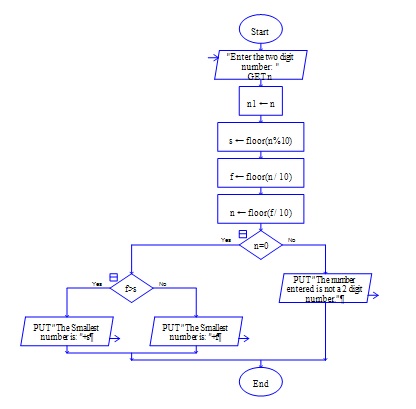 Start
"Enter the two digit
number: "
GET n
n1 ← n
s ← floor(n%10)
f ← floor(n / 10)
n ← floor(f / 10)
Yes
n=0
No
Yes
f>s
No
PUT "The number
entered is not a 2 digit
number."¶
PUT "The Smallest
number is: "+s¶
PUT "The Smallest
number is: "+f¶
End